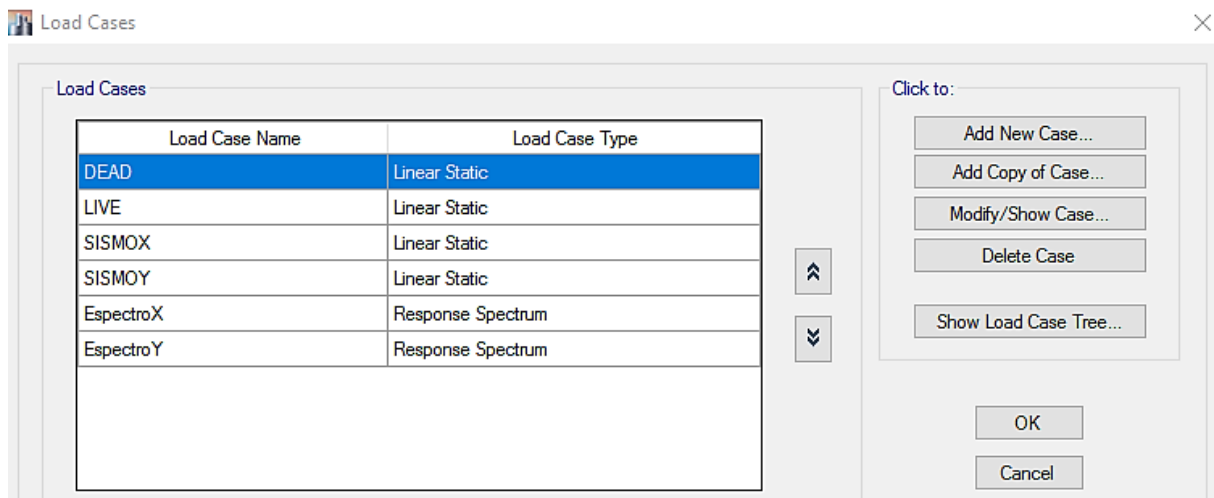 Load Cases
Load Cases
Load Case Name Load Case Type
DEAD Linear Static
LIVE Linear Static
SISMOX Linear Static
SISMOY Linear Static
EspectroX Response Spectrum
EspectroY Response Spectrum
Click to:
Add New Case...
Add Copy of Case...
Modify/Show Case...
Delete Case
Show Load Case Tree...
OK
Cancel